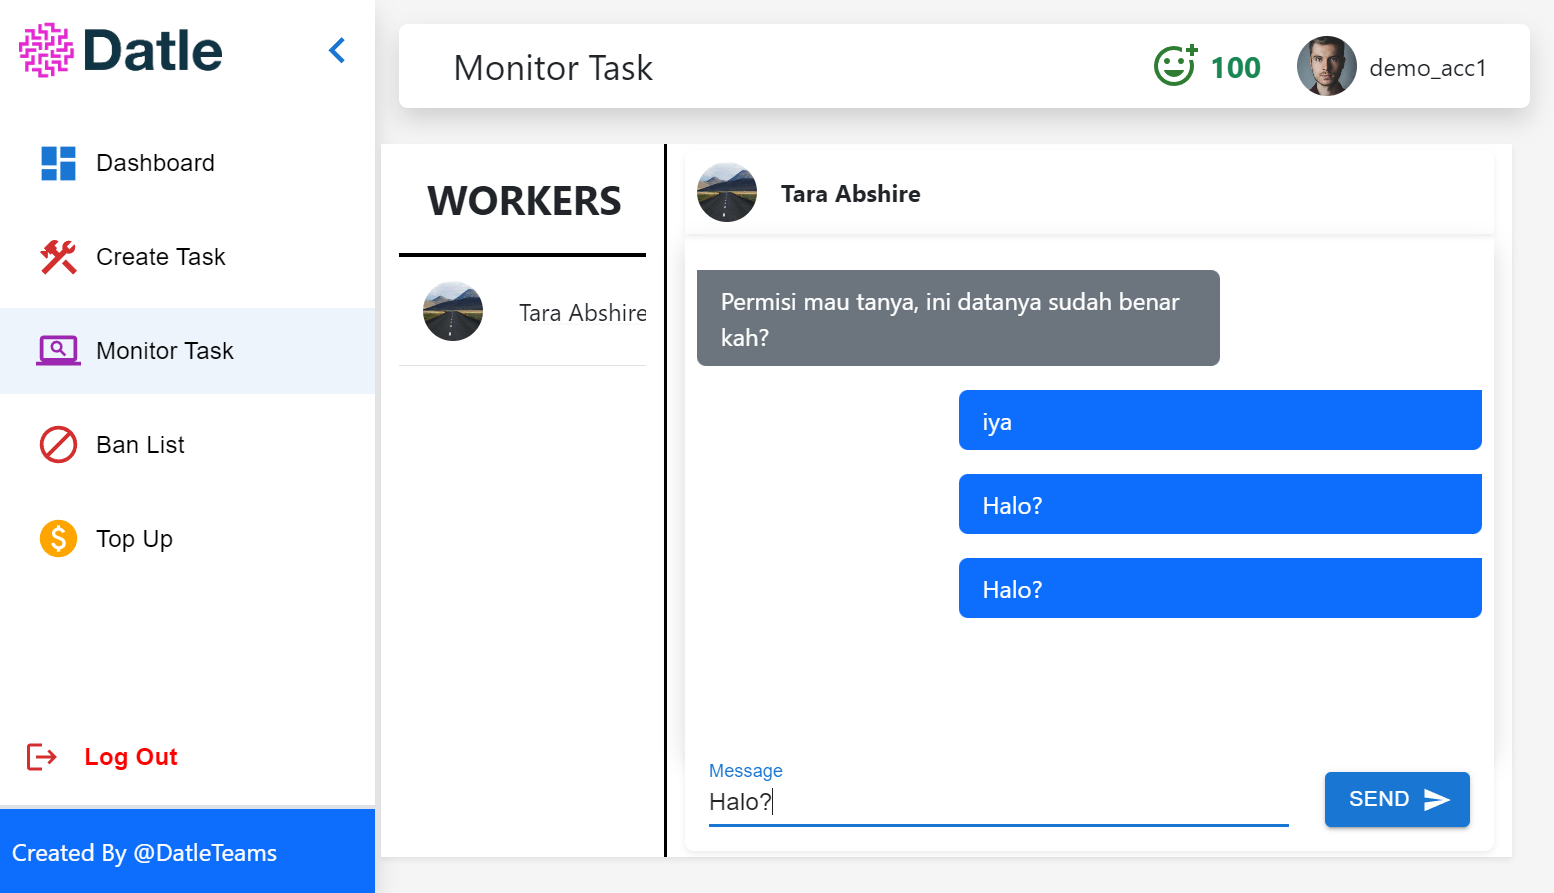 Datle
Dashboard
Create Task
Monitor Task
Ban List
Top Up
Log Out
Created By @DatleTeams
Monitor Task
100
demo_acc1
WORKERS
Tara Abshire
Tara Abshire
Permisi mau tanya, ini datanya sudah benar
kah?
iya
Halo?
Halo?
Message
Halo?
SEND